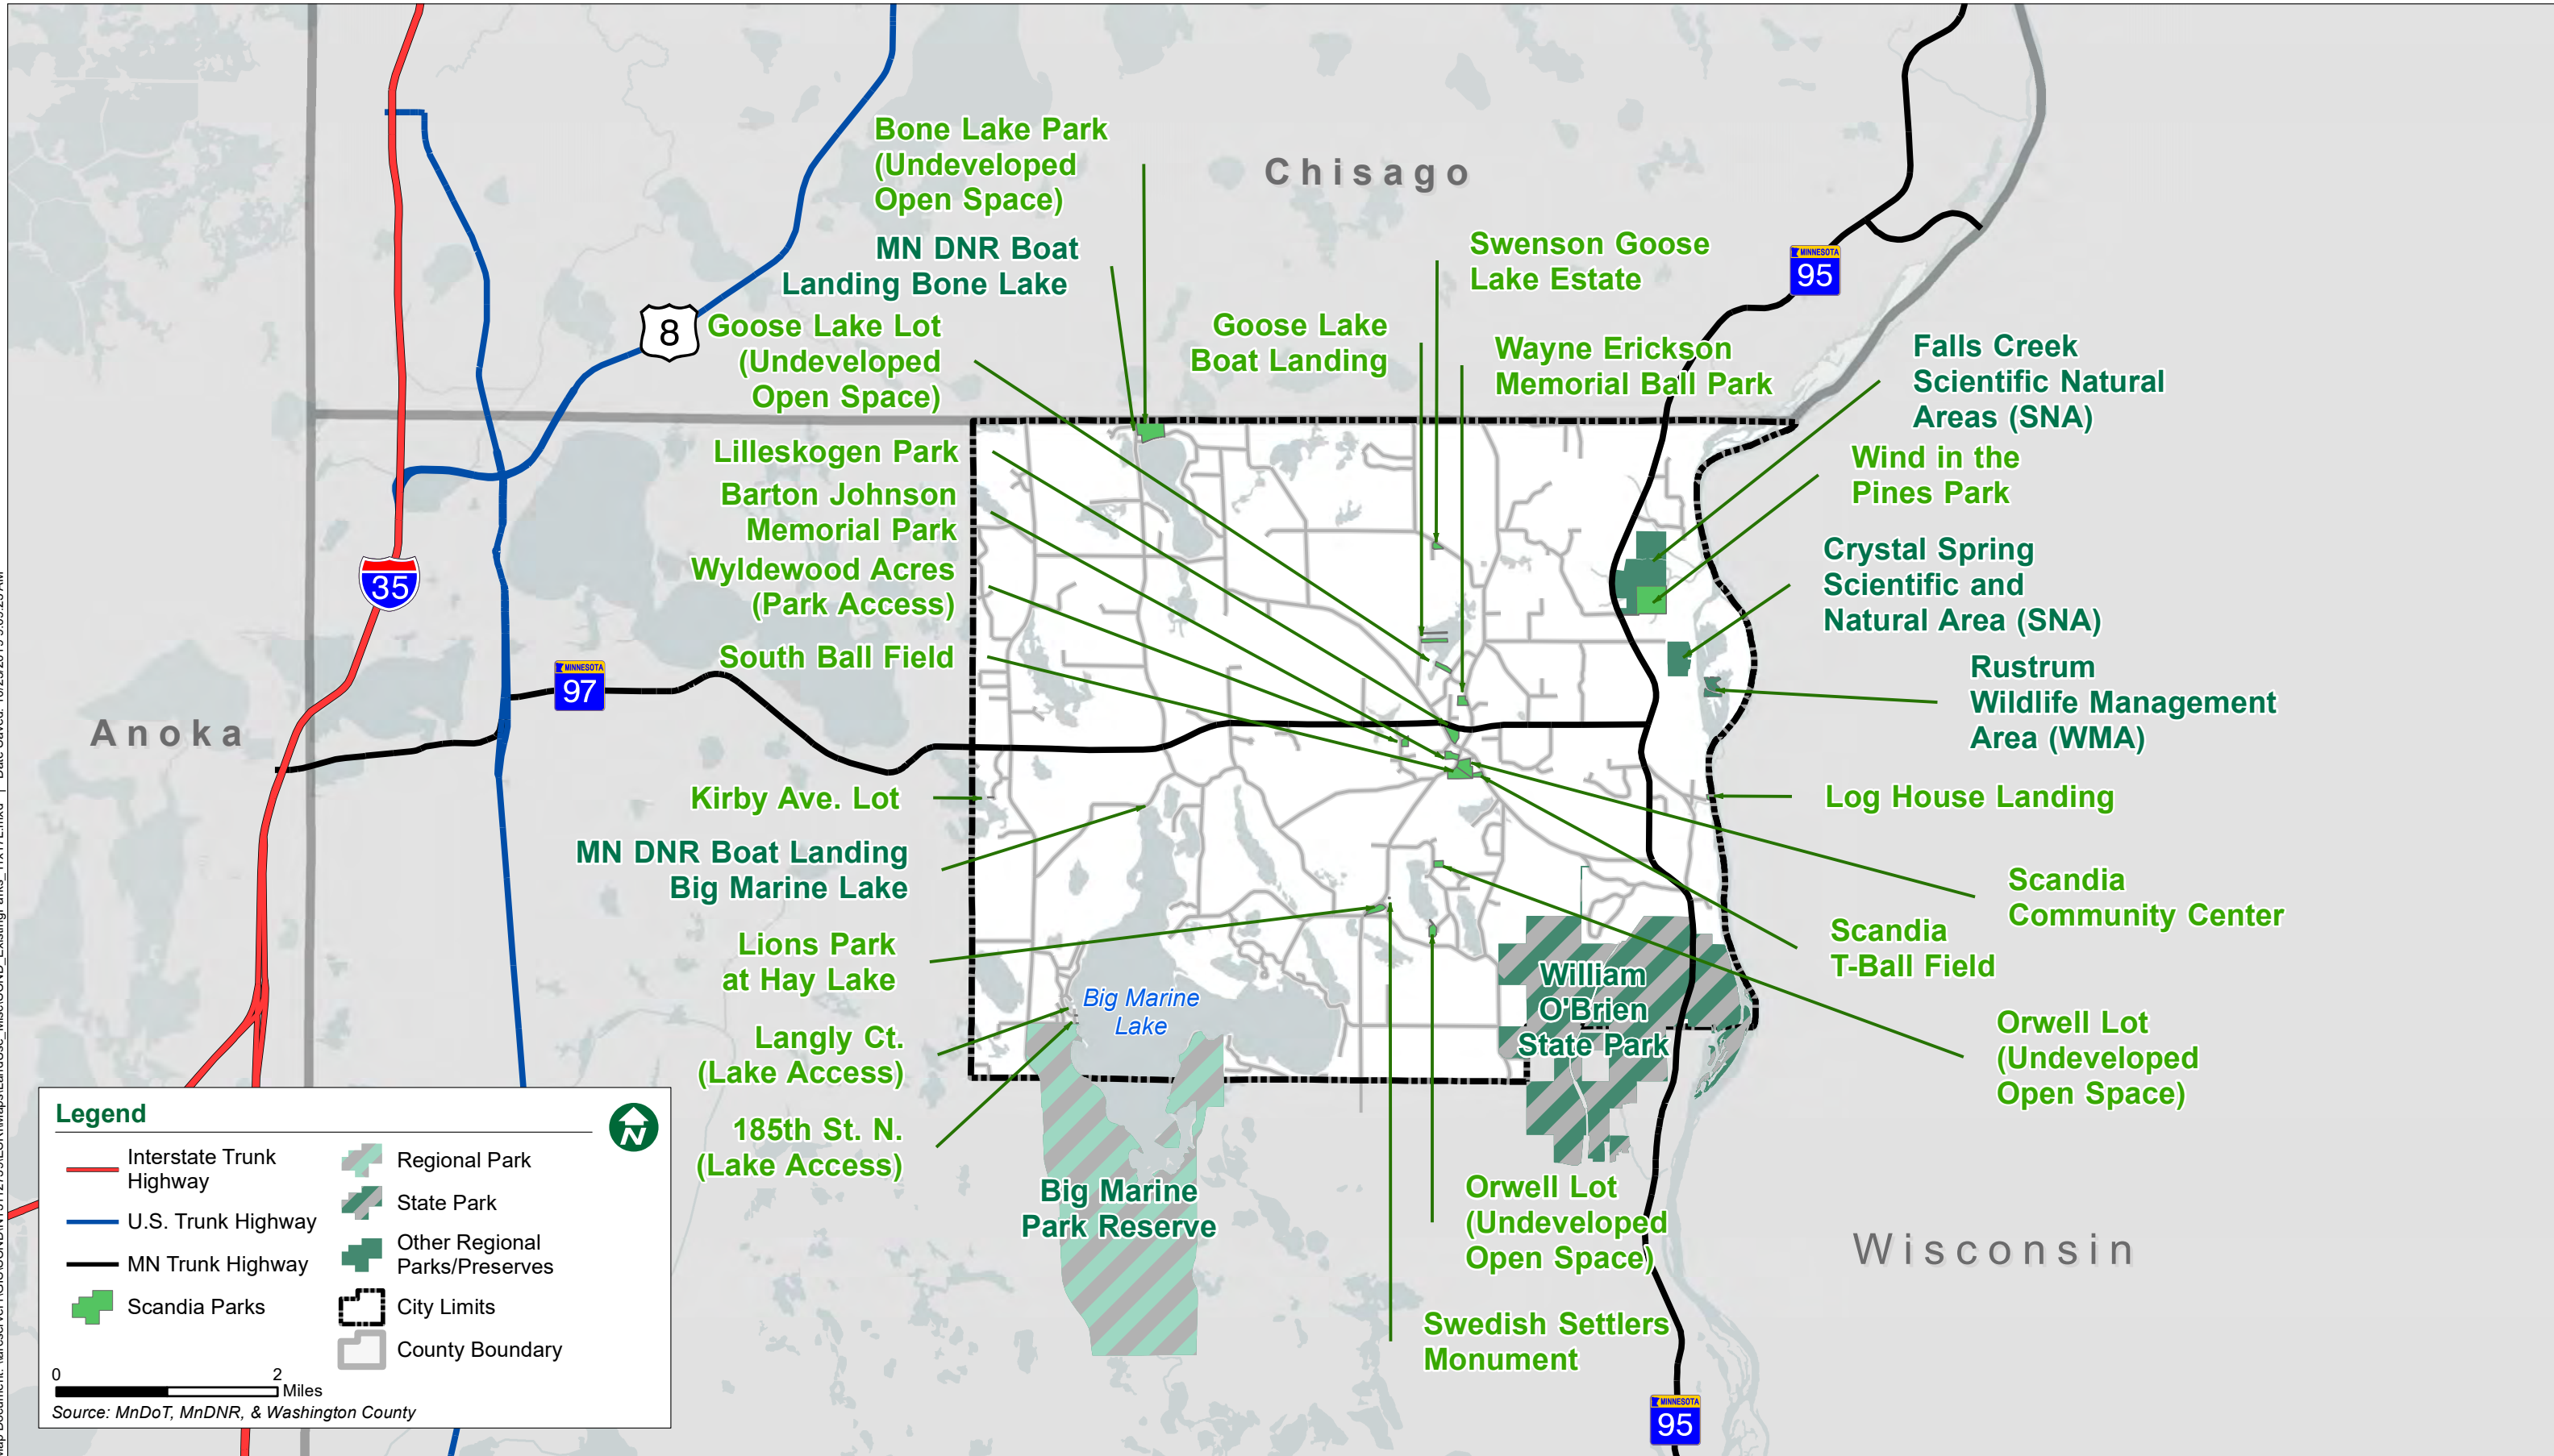 Bone Lake Park
(Undeveloped
Open Space)
Chisago
MN DNR Boat
Landing Bone Lake
Swenson Goose
Lake Estate
95
8
Goose Lake Lot
(Undeveloped
Open Space)
Goose Lake
Boat Landing
Wayne Erickson
Memorial Ball Park
Falls Creek
Scientific Natural
Areas (SNA)
Lilleskogen Park
Wind in the
Pines Park
Barton Johnson
Memorial Park
Crystal Spring
Scientific and
Natural Area (SNA)
35
Wyldewood Acres
(Park Access)
South Ball Field
MINNESOTA
97
Rustrum
Wildlife Management
Area (WMA)
Anoka
Kirby Ave. Lot
Log House Landing
MN DNR Boat Landing
Big Marine Lake
Scandia
Community Center
Lions Park
at Hay Lake
Scandia
T-Ball Field
William
O'Brien
State Park
Big Marine
Lake
Langly Ct.
(Lake Access)
Orwell Lot
(Undeveloped
Open Space)
185th St. N.
(Lake Access)
Big Marine
Park Reserve
Orwell Lot
(Undeveloped
Open Space)
Wisconsin
Swedish Settlers
Monument
MINNESOTA
95
Legend
N
Interstate Trunk
Highway
U.S. Trunk Highway
MN Trunk Highway
Scandia Parks
Regional Park
State Park
Other Regional
Parks/Preserves
City Limits
County Boundary
0 2
Miles
Source: MnDoT, MnDNR, & Washington County